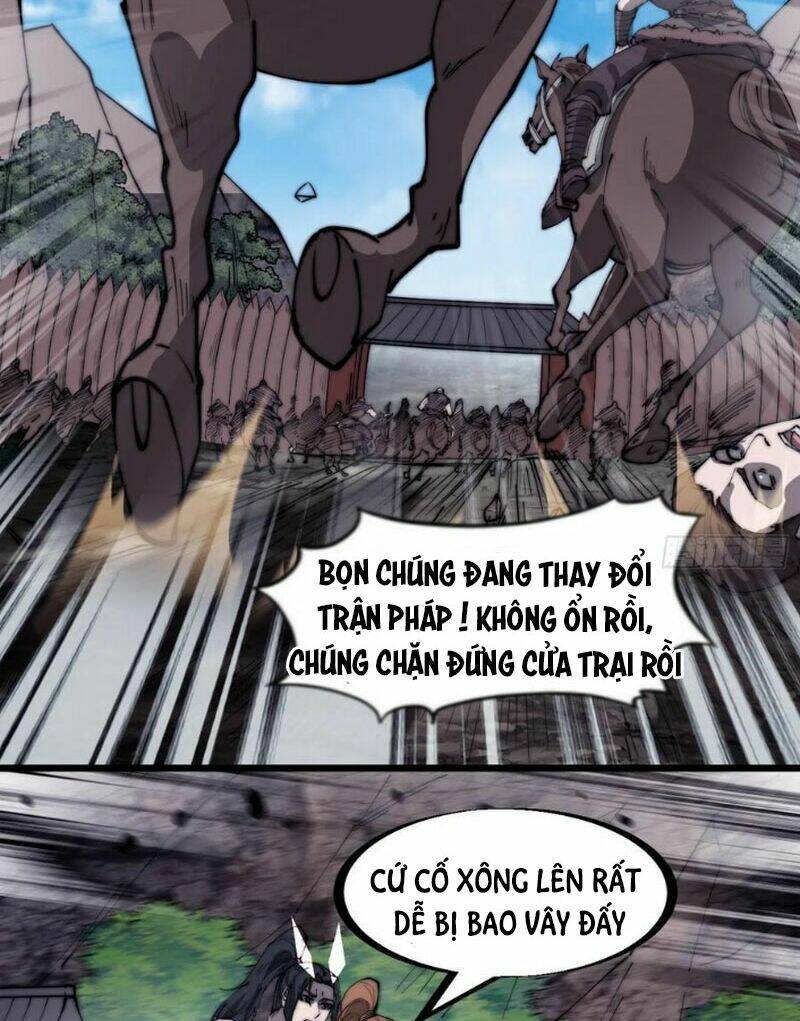 BỌN CHÚNG ĐANG THAY ĐỔI
TRẬN PHÁP ! KHÔNG ỔN RỒI,
CHÚNG CHẶN ĐỨNG CỬA TRẠI RỒI
CỨ CỐ XÔNG LÊN RẤT
DỄ BỊ BAO VÂY ĐẤY